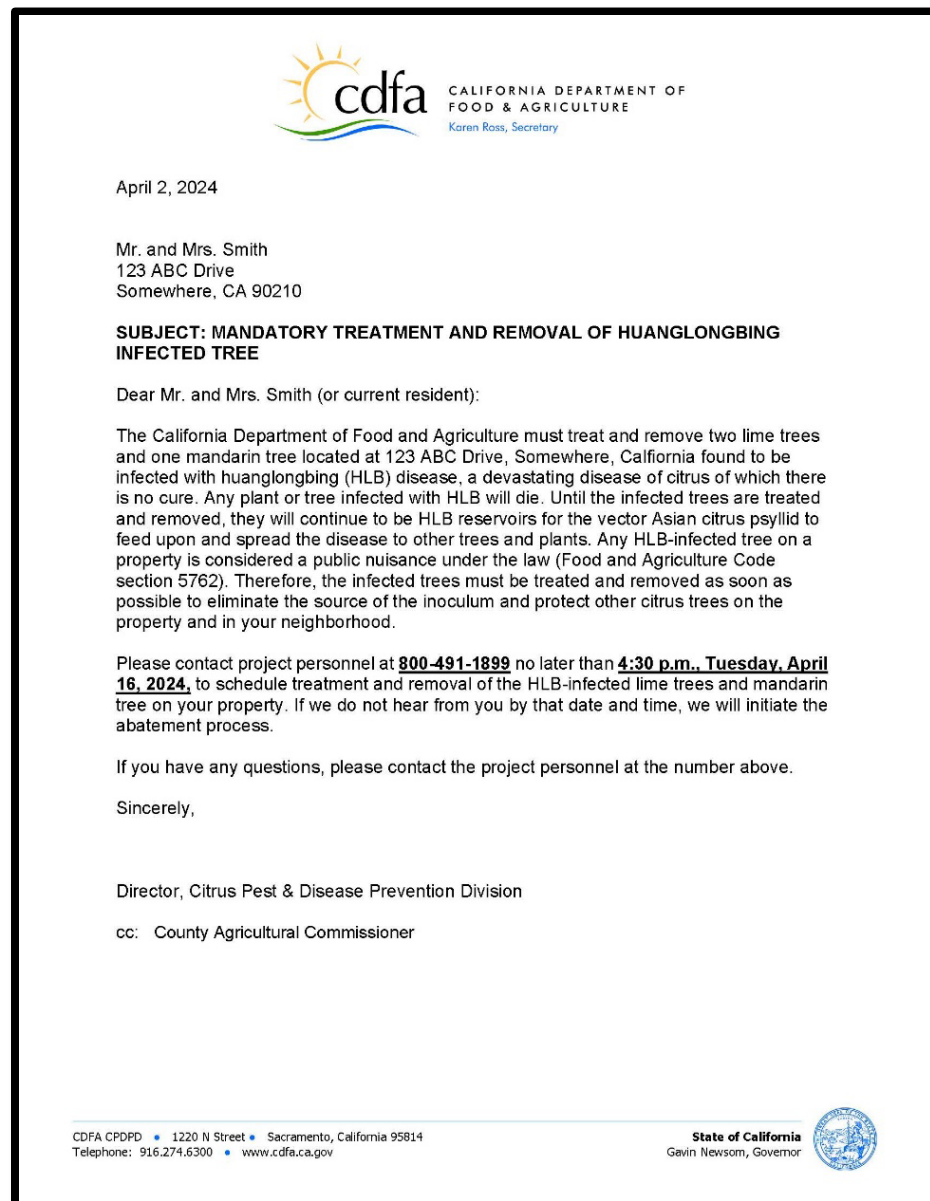 cdfa
CALIFORNIA DEPARTMENT OF
FOOD & AGRICULTURE
Karen Ross, Secretary
April 2, 2024
Mr. and Mrs. Smith
123 ABC Drive
Somewhere, CA 90210
SUBJECT: MANDATORY TREATMENT AND REMOVAL OF HUANGLONGBING
INFECTED TREE
Dear Mr. and Mrs. Smith (or current resident):
The California Department of Food and Agriculture must treat and remove two lime trees
and one mandarin tree located at 123 ABC Drive, Somewhere, Calfiornia found to be
infected with huanglongbing (HLB) disease, a devastating disease of citrus of which there
is no cure. Any plant or tree infected with HLB will die. Until the infected trees are treated
and removed, they will continue to be HLB reservoirs for the vector Asian citrus psyllid to
feed upon and spread the disease to other trees and plants. Any HLB-infected tree on a
property is considered a public nuisance under the law (Food and Agriculture Code
section 5762). Therefore, the infected trees must be treated and removed as soon as
possible to eliminate the source of the inoculum and protect other citrus trees on the
property and in your neighborhood.
Please contact project personnel at 800-491-1899 no later than 4:30 p.m., Tuesday, April
16, 2024, to schedule treatment and removal of the HLB-infected lime trees and mandarin
tree on your property. If we do not hear from you by that date and time, we will initiate the
abatement process.
If you have any questions, please contact the project personnel at the number above.
Sincerely,
Director, Citrus Pest & Disease Prevention Division
cc: County Agricultural Commissioner
CDFA CPDPD • 1220 N Street • Sacramento, California 95814
Telephone: 916.274.6300 • www.cdfa.ca.gov
State of California
Gavin Newsom, Governor